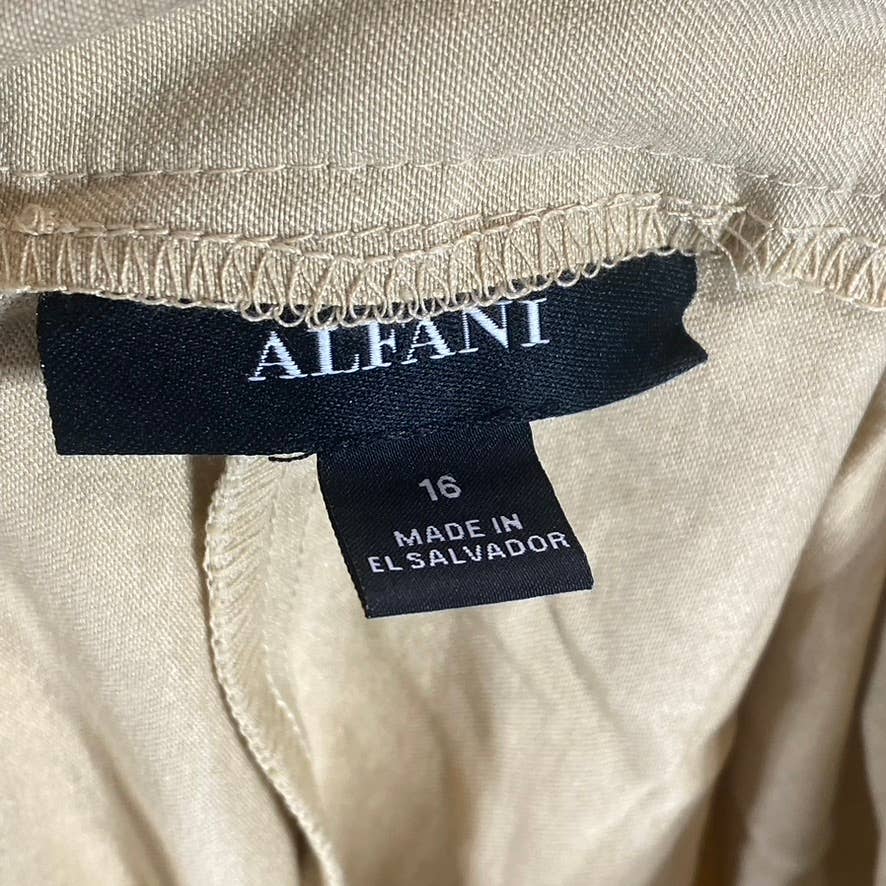 ALFANI
16
MADE IN
EL SALVADOR